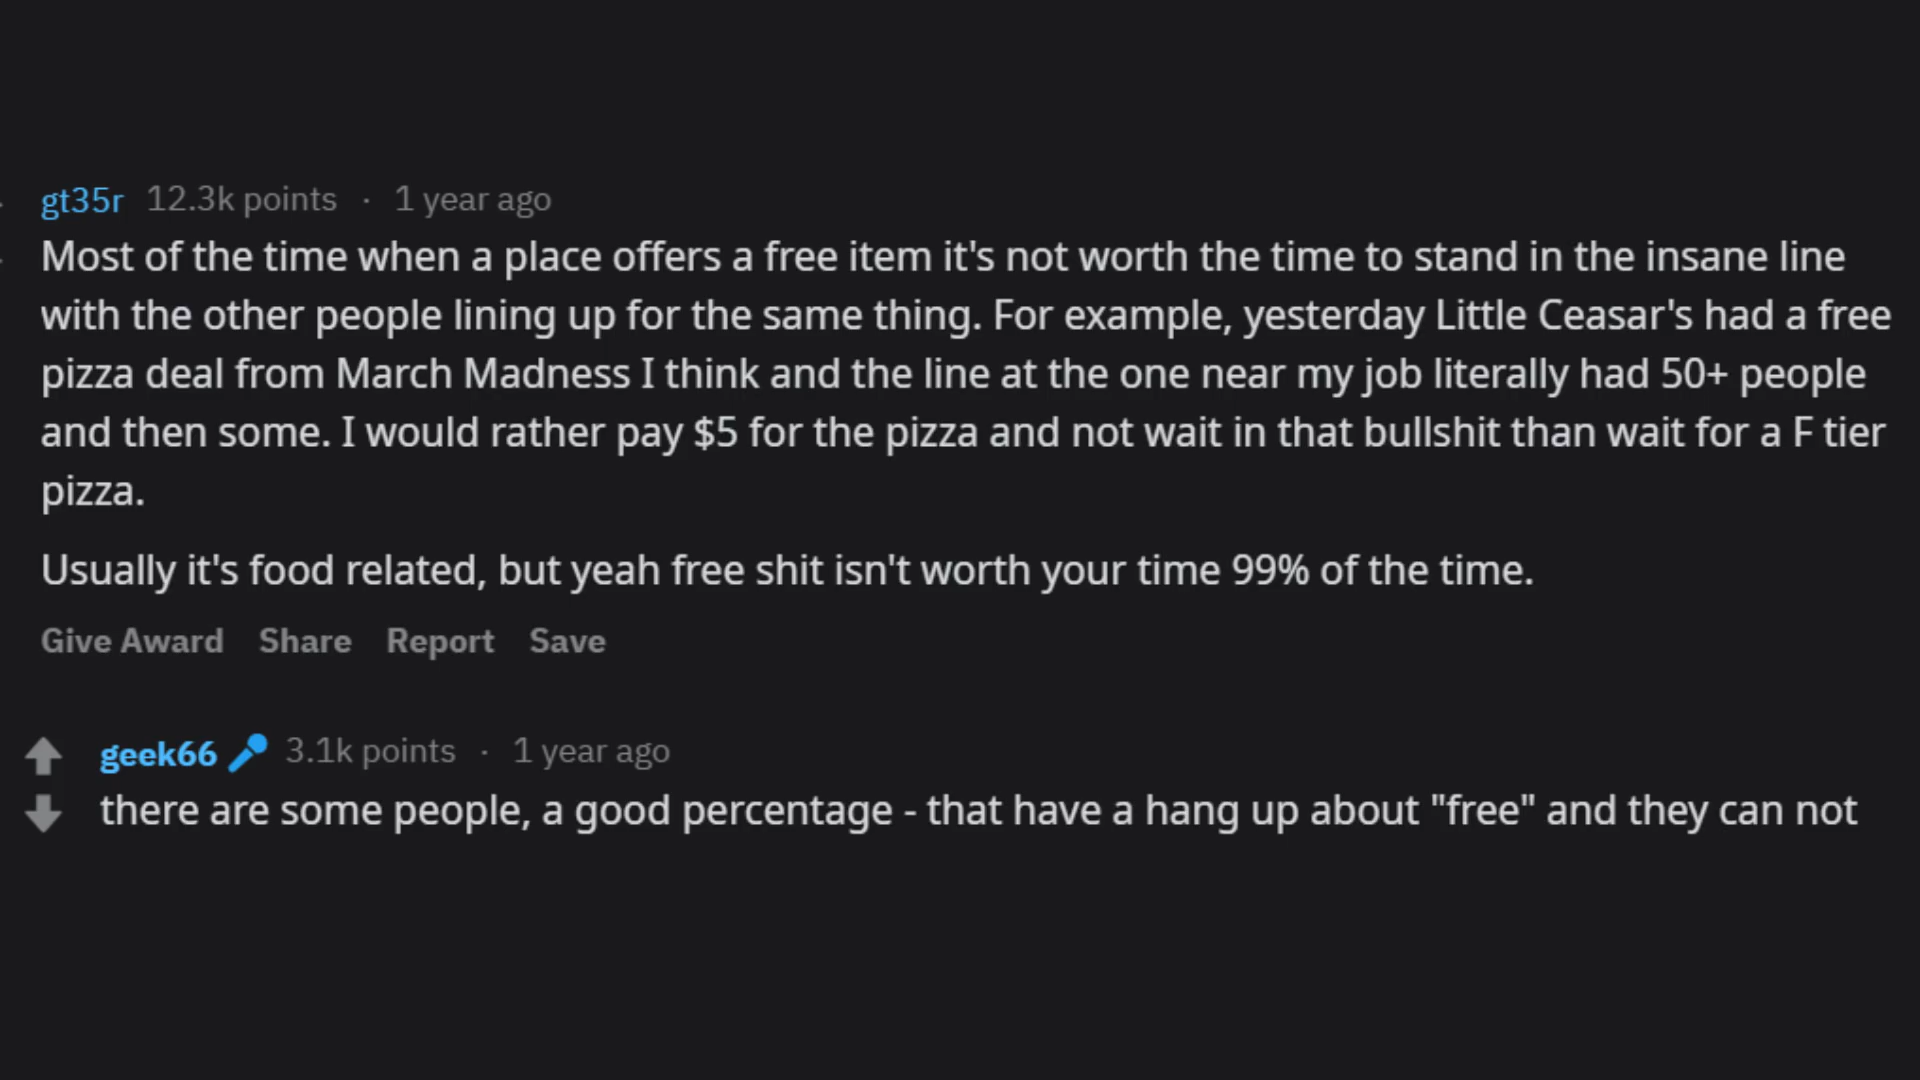 gt35r 12.3k points · 1 year ago
Most of the time when a place offers a free item it's not worth the time to stand in the insane line
with the other people lining up for the same thing. For example, yesterday Little Ceasar's had a free
pizza deal from March Madness I think and the line at the one near my job literally had 50+ people
and then some. I would rather pay $5 for the pizza and not wait in that bullshit than wait for a F tier
pizza.
Usually it's food related, but yeah free shit isn't worth your time 99% of the time.
Give Award Share Report Save
geek66 3.1k points · 1 year ago
there are some people, a good percentage - that have a hang up about "free" and they can not